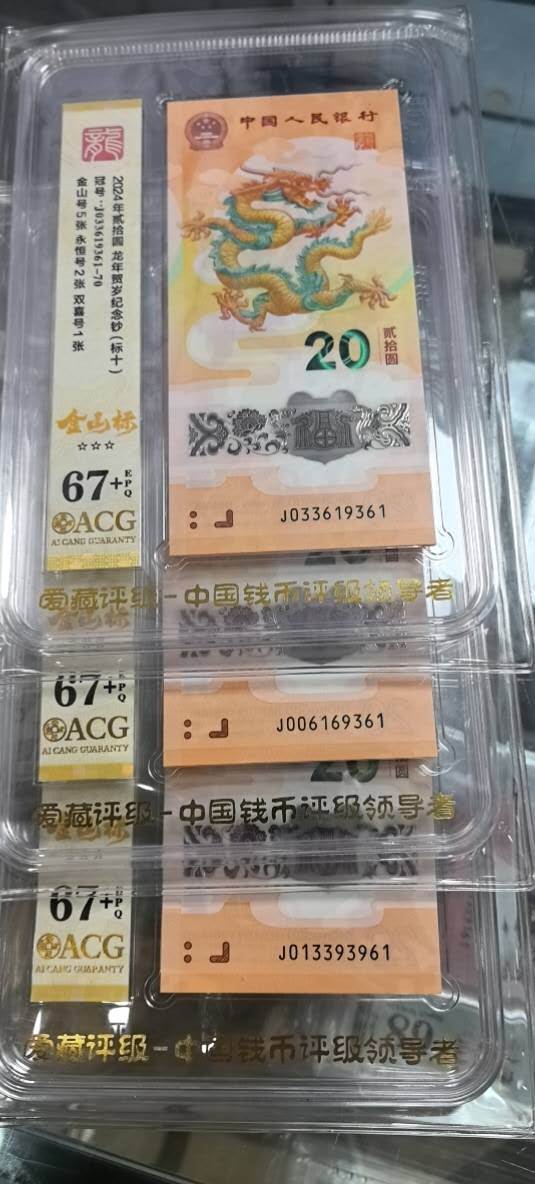 龍
2024年贰拾圆 龙年贺岁纪念钞(标十)
冠号:J033619361-70
金山号5张 永恒号2张 双喜号1张
金山标
☆☆☆
67+EPQ
ACG
AI CANG GUARANTY
中国人民银行
20
贰拾圆
J033619361
爱藏评级-中国钱币评级领导者
67+EPQ
ACG
AI CANG GUARANTY
J006169361
爱藏评级-中国钱币评级领导者
67+EPQ
ACG
AI CANG GUARANTY
J013393961
爱藏评级-中国钱币评级领导者